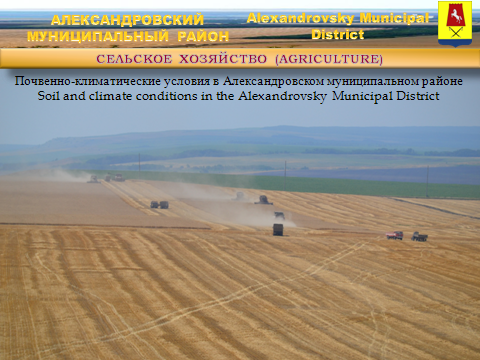 АЛЕКСАНДРОВСКИЙ
МУНИЦИПАЛЬНЫЙ РАЙОН
Alexandrovsky Municipal
District
СЕЛЬСКОЕ ХОЗЯЙСТВО (AGRICULTURE)
Почвенно-климатические условия в Александровском муниципальном районе
Soil and climate conditions in the Alexandrovsky Municipal District